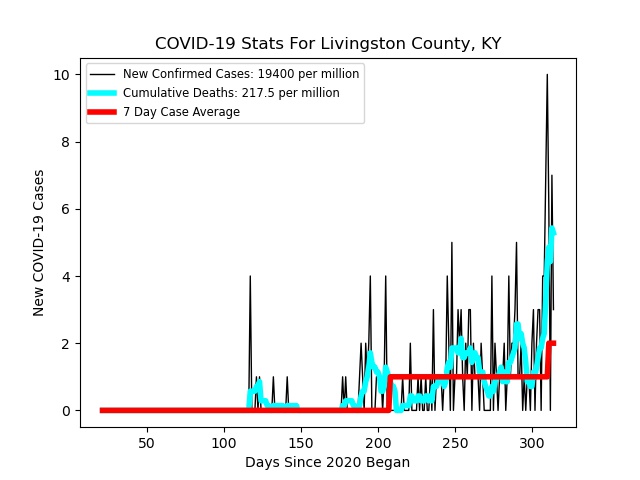 COVID-19 Stats For Livingston County, KY
New Confirmed Cases: 19400 per million
Cumulative Deaths: 217.5 per million
7 Day Case Average
New COVID-19 Cases
10
8
6
4
2
0
50 100 150 200 250 300
Days Since 2020 Began